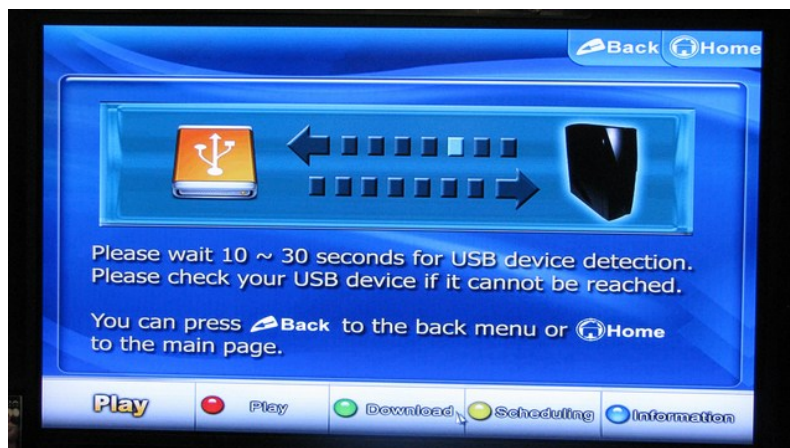 Back Home
Please wait 10 ~ 30 seconds for USB device detection.
Please check your USB device if it cannot be reached.
You can press Back to the back menu or Home
to the main page.
Play Play Download Scheduling Information